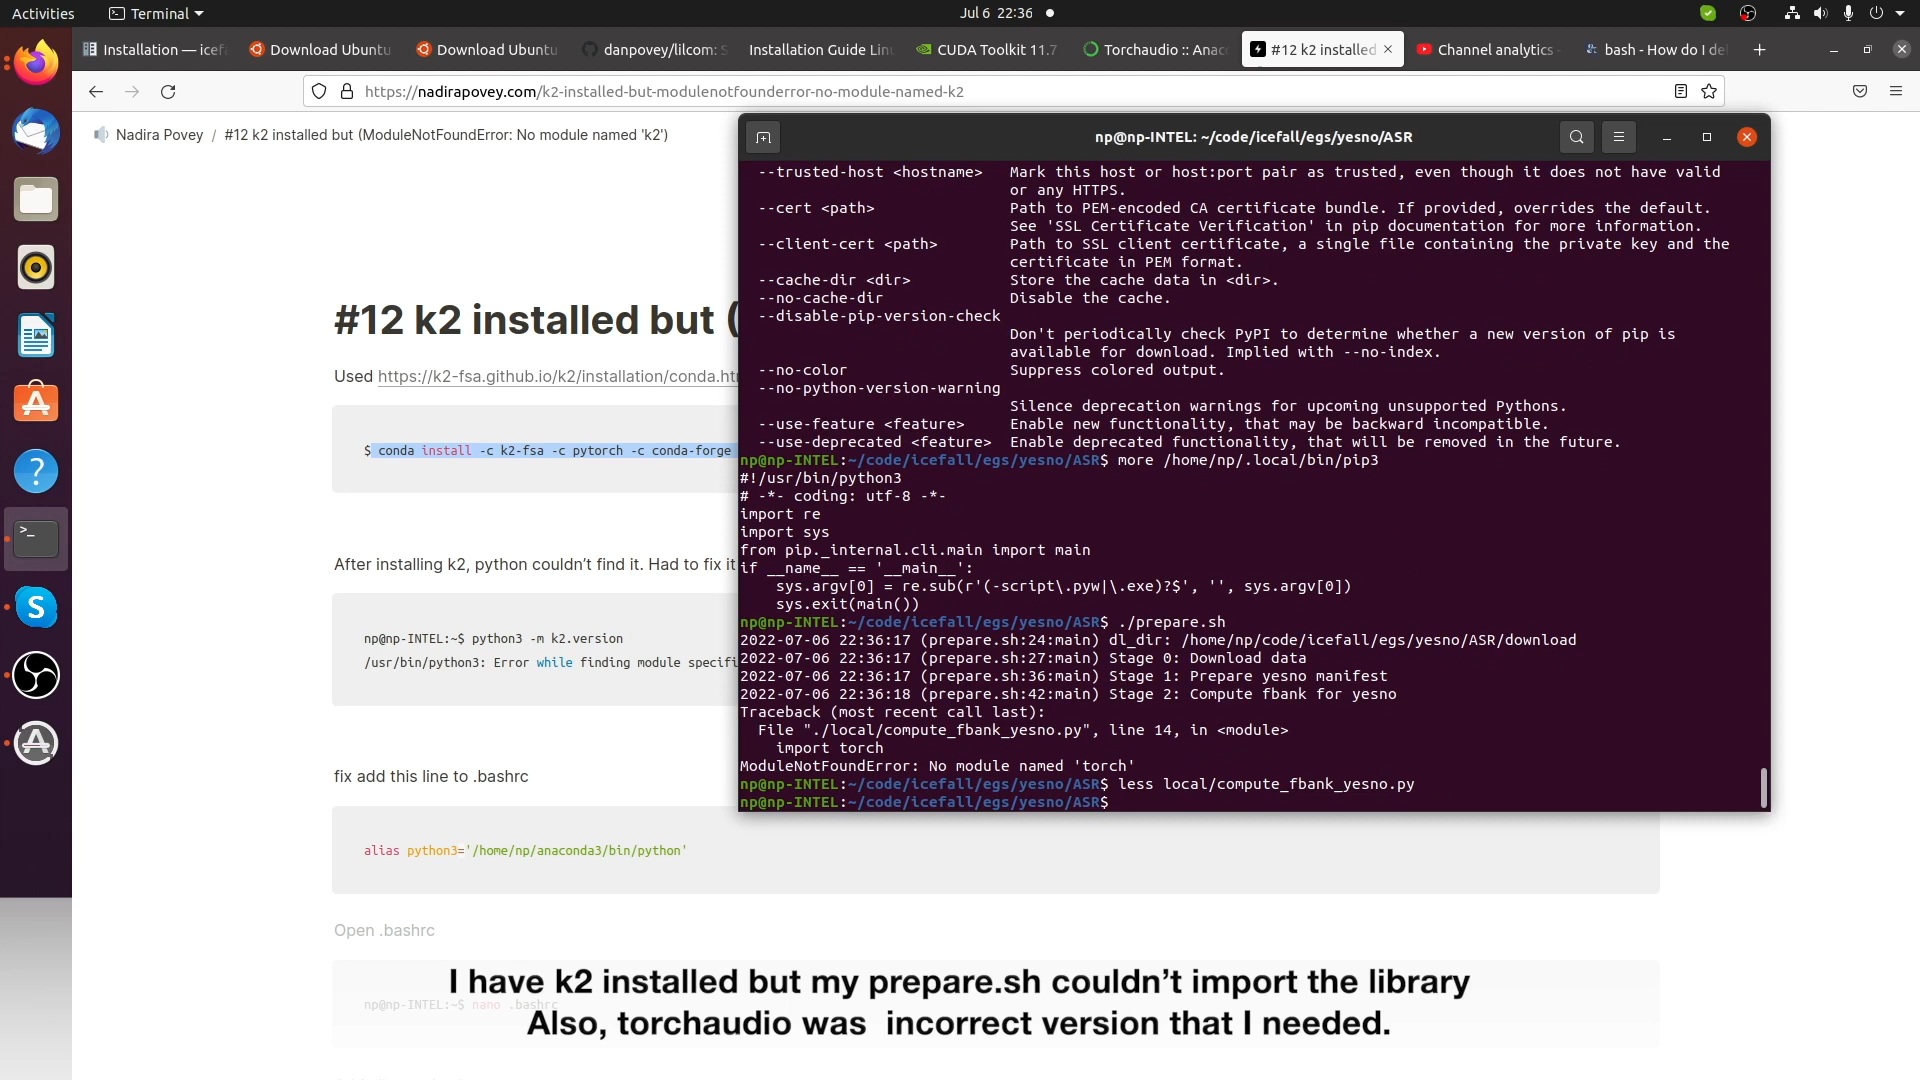 Activities
Terminal
Jul 6 22:36
Installation — icefa
Download Ubuntu
Download Ubuntu
danpovey/lilcom: S
Installation Guide Linu
CUDA Toolkit 11.7
Torchaudio :: Anaco
#12 k2 installed
Channel analytics -
bash - How do I del
https://nadirapovey.com/k2-installed-but-modulenotfounderror-no-module-named-k2
Nadira Povey / #12 k2 installed but (ModuleNotFoundError: No module named 'k2')
#12 k2 installed but (
Used https://k2-fsa.github.io/k2/installation/conda.htm
$ conda install -c k2-fsa -c pytorch -c conda-forge
After installing k2, python couldn’t find it. Had to fix it
np@np-INTEL:~$ python3 -m k2.version
/usr/bin/python3: Error while finding module specifi
fix add this line to .bashrc
alias python3='/home/np/anaconda3/bin/python'
Open .bashrc
np@np-INTEL:~$ nano .bashrc
np@np-INTEL: ~/code/icefall/egs/yesno/ASR
--trusted-host <hostname> Mark this host or host:port pair as trusted, even though it does not have valid
or any HTTPS.
--cert <path> Path to PEM-encoded CA certificate bundle. If provided, overrides the default.
See 'SSL Certificate Verification' in pip documentation for more information.
--client-cert <path> Path to SSL client certificate, a single file containing the private key and the
certificate in PEM format.
--cache-dir <dir> Store the cache data in <dir>.
--no-cache-dir Disable the cache.
--disable-pip-version-check
Don't periodically check PyPI to determine whether a new version of pip is
available for download. Implied with --no-index.
--no-color Suppress colored output.
--no-python-version-warning
Silence deprecation warnings for upcoming unsupported Pythons.
--use-feature <feature> Enable new functionality, that may be backward incompatible.
--use-deprecated <feature> Enable deprecated functionality, that will be removed in the future.
np@np-INTEL:~/code/icefall/egs/yesno/ASR$ more /home/np/.local/bin/pip3
#!/usr/bin/python3
# -*- coding: utf-8 -*-
import re
import sys
from pip._internal.cli.main import main
if __name__ == '__main__':
sys.argv[0] = re.sub(r'(-script\.pyw|\.exe)?$', '', sys.argv[0])
sys.exit(main())
np@np-INTEL:~/code/icefall/egs/yesno/ASR$ ./prepare.sh
2022-07-06 22:36:17 (prepare.sh:24:main) dl_dir: /home/np/code/icefall/egs/yesno/ASR/download
2022-07-06 22:36:17 (prepare.sh:27:main) Stage 0: Download data
2022-07-06 22:36:17 (prepare.sh:36:main) Stage 1: Prepare yesno manifest
2022-07-06 22:36:18 (prepare.sh:42:main) Stage 2: Compute fbank for yesno
Traceback (most recent call last):
File "./local/compute_fbank_yesno.py", line 14, in <module>
import torch
ModuleNotFoundError: No module named 'torch'
np@np-INTEL:~/code/icefall/egs/yesno/ASR$ less local/compute_fbank_yesno.py
np@np-INTEL:~/code/icefall/egs/yesno/ASR$
I have k2 installed but my prepare.sh couldn’t import the library
Also, torchaudio was incorrect version that I needed.